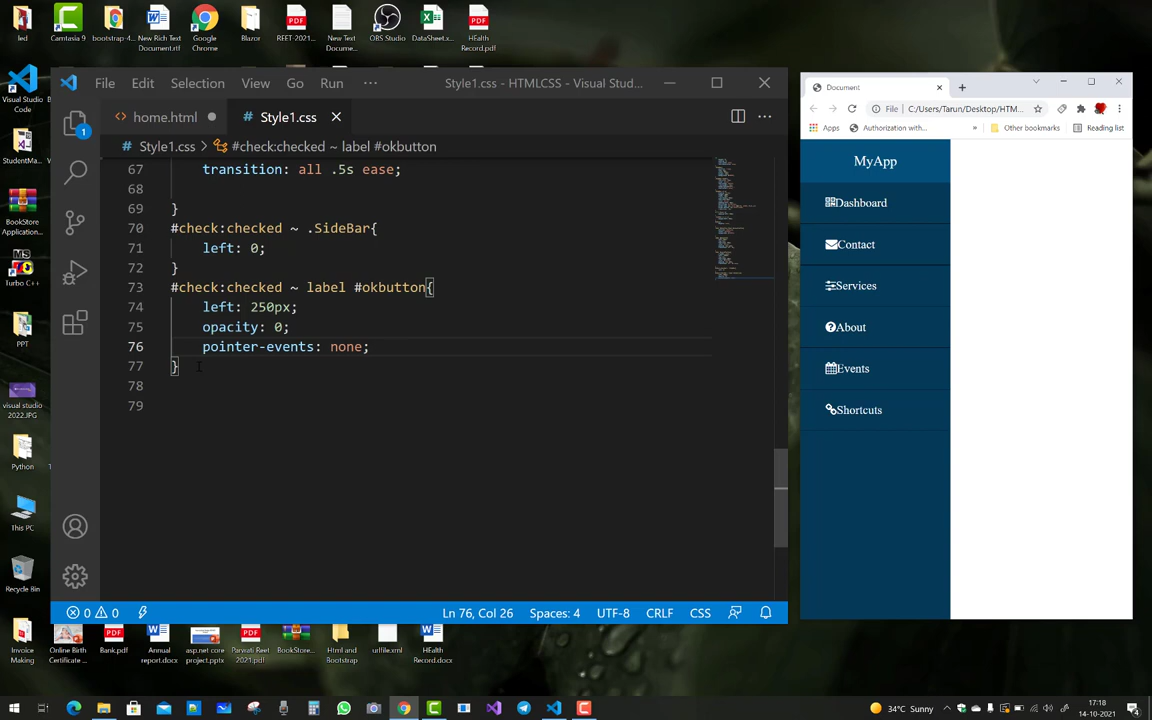 led
Camtasia 9
bootstrap-4...
New Rich Text Document.rtf
Google Chrome
Blazor
REET-2021...
New Text Docume...
OBS Studio
DataSheet.x...
HEalth Record.pdf
Visual Studio Code
StudentMa...
BookStore Application...
Turbo C++
PPT
visual studio 2022.JPG
Python
This PC
Recycle Bin
Invoice Making
Online Birth Certificate ...
Bank.pdf
Annual report.docx
asp.net core project.pptx
Parvati Reet 2021.pdf
BookStore...
Html and Bootstrap
urlfile.xml
HEalth Record.docx
File Edit Selection View Go Run ···
Style1.css - HTMLCSS - Visual Stud...
home.html
Style1.css
Style1.css > #check:checked ~ label #okbutton
67 transition: all .5s ease;
68
69 }
70 #check:checked ~ .SideBar{
71 left: 0;
72 }
73 #check:checked ~ label #okbutton{
74 left: 250px;
75 opacity: 0;
76 pointer-events: none;
77 }
78
79
0 0
Ln 76, Col 26 Spaces: 4 UTF-8 CRLF CSS
Document
File C:/Users/Tarun/Desktop/HTM...
Apps Authorization with... » Other bookmarks Reading list
MyApp
Dashboard
Contact
Services
About
Events
Shortcuts
34°C Sunny
17:18
14-10-2021